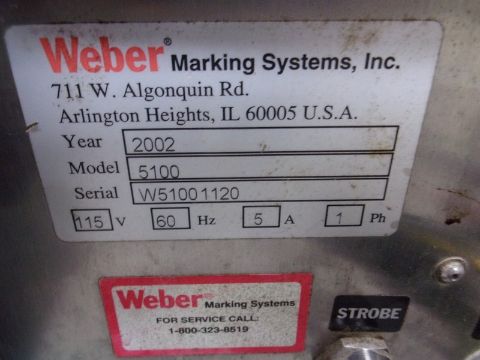 Weber® Marking Systems, Inc.
711 W. Algonquin Rd.
Arlington Heights, IL 60005 U.S.A.
Year 2002
Model 5100
Serial W51001120
115 V 60 Hz 5 A 1 Ph
Weber® Marking Systems
FOR SERVICE CALL:
1-800-323-8519
STROBE